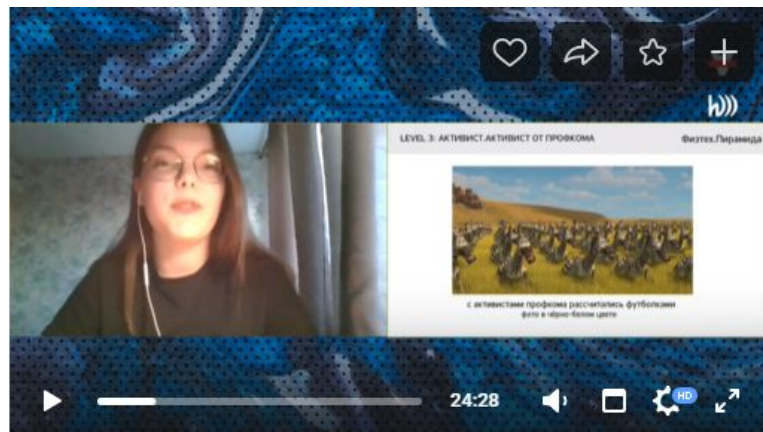 LEVEL 3: АКТИВИСТ.АКТИВИСТ ОТ ПРОФКОМА
Физтех.Пирамида
с активистами профкома рассчитались футболками
фото в чёрно-белом цвете
24:28
HD